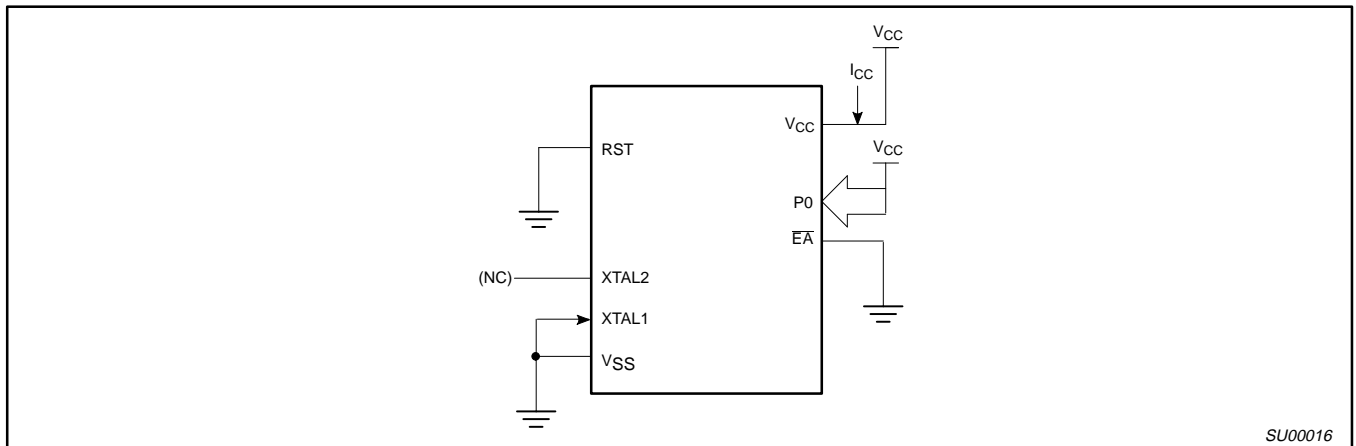 VCC
ICC
VCC
RST
VCC
P0
EA
(NC)
XTAL2
XTAL1
VSS
SU00016